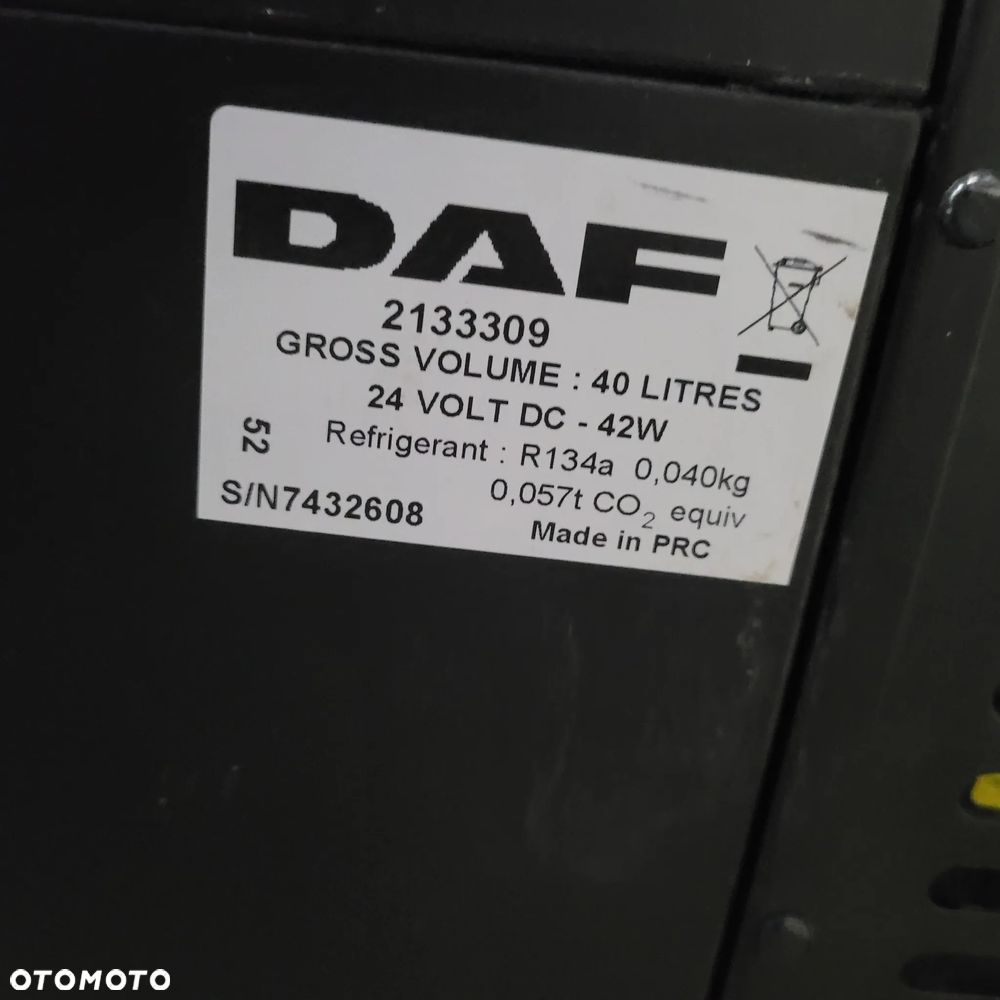 DAF
2133309
GROSS VOLUME : 40 LITRES
24 VOLT DC - 42W
Refrigerant : R134a 0,040kg
0,057t CO₂ equiv
52
S/N7432608
Made in PRC
OTOMOTO